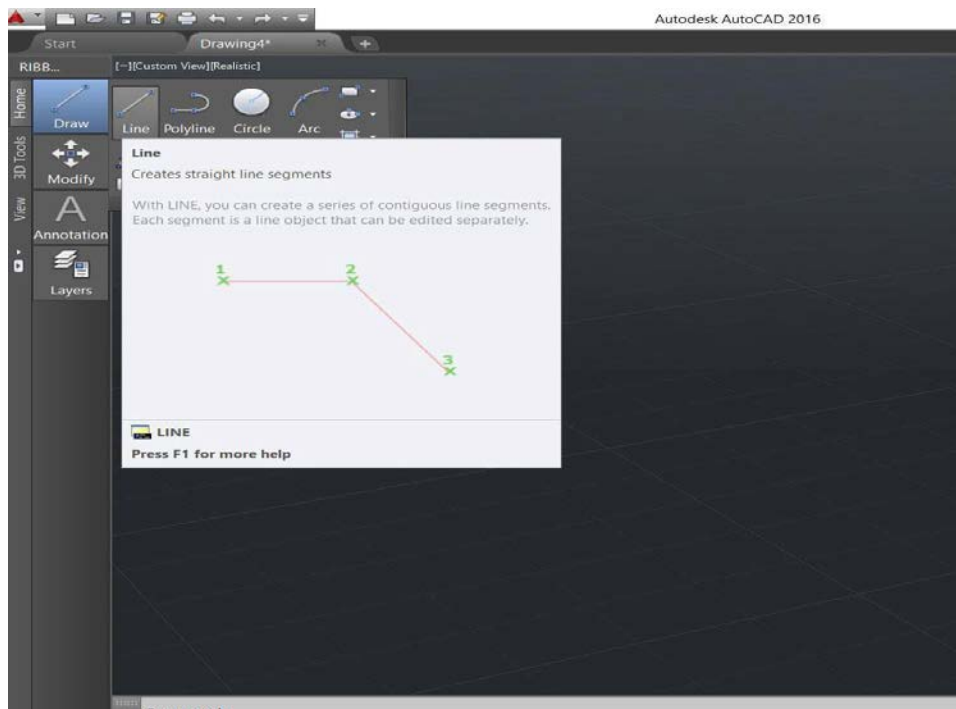 Autodesk AutoCAD 2016
Start
Drawing4*
RIBB...
[−][Custom View][Realistic]
Home
3D Tools
View
Draw
Modify
Annotation
Layers
Line Polyline Circle Arc
Line
Creates straight line segments
With LINE, you can create a series of contiguous line segments.
Each segment is a line object that can be edited separately.
1
2
3
LINE
Press F1 for more help